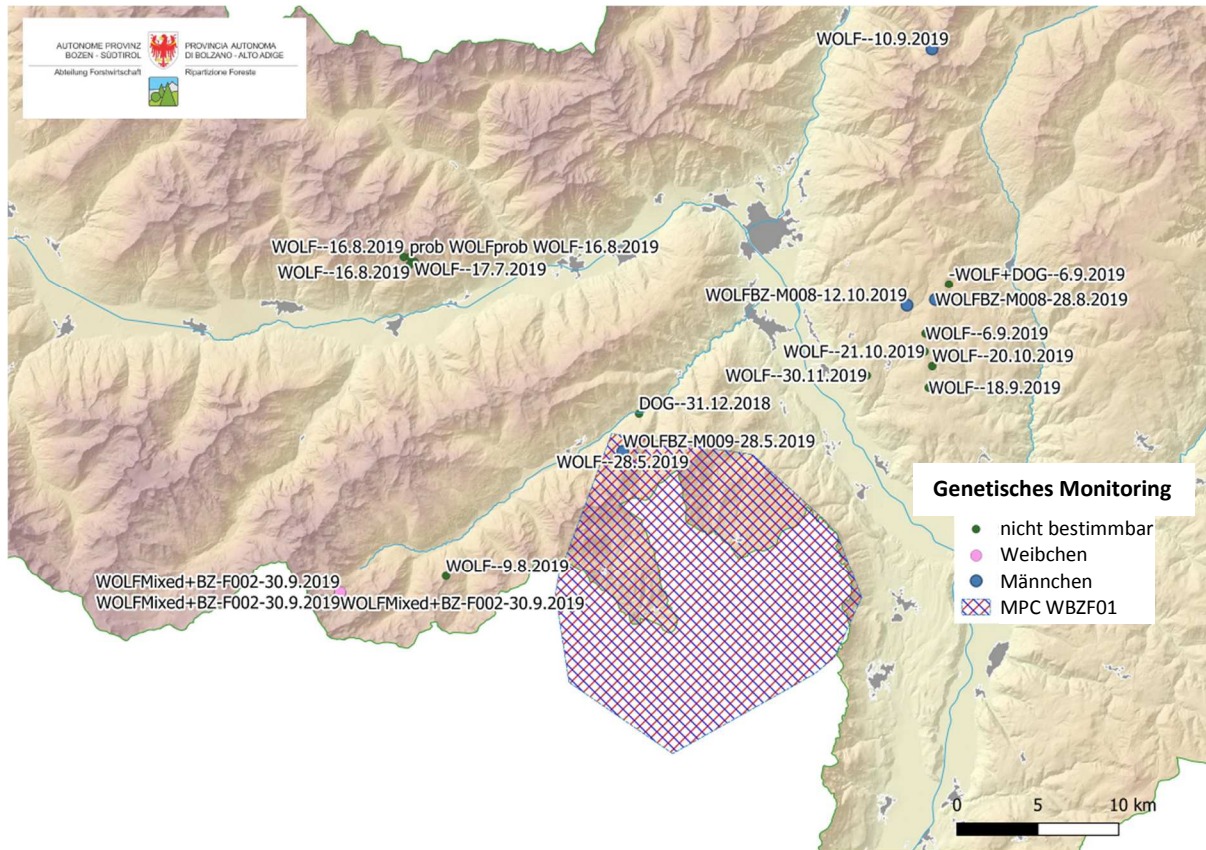 AUTONOME PROVINZ
BOZEN - SÜDTIROL
PROVINCIA AUTONOMA
DI BOLZANO - ALTO ADIGE
Abteilung Forstwirtschaft
Ripartizione Foreste
WOLF--10.9.2019
WOLF--16.8.2019 prob WOLFprob WOLF-16.8.2019
WOLF--16.8.2019
WOLF--17.7.2019
-WOLF+DOG--6.9.2019
WOLFBZ-M008-12.10.2019
WOLFBZ-M008-28.8.2019
WOLF--6.9.2019
WOLF--21.10.2019
WOLF--20.10.2019
WOLF--30.11.2019
WOLF--18.9.2019
DOG--31.12.2018
WOLFBZ-M009-28.5.2019
WOLF--28.5.2019
WOLF--9.8.2019
WOLFMixed+BZ-F002-30.9.2019
WOLFMixed+BZ-F002-30.9.2019
WOLFMixed+BZ-F002-30.9.2019
Genetisches Monitoring
nicht bestimmbar
Weibchen
Männchen
MPC WBZF01
0 5 10 km